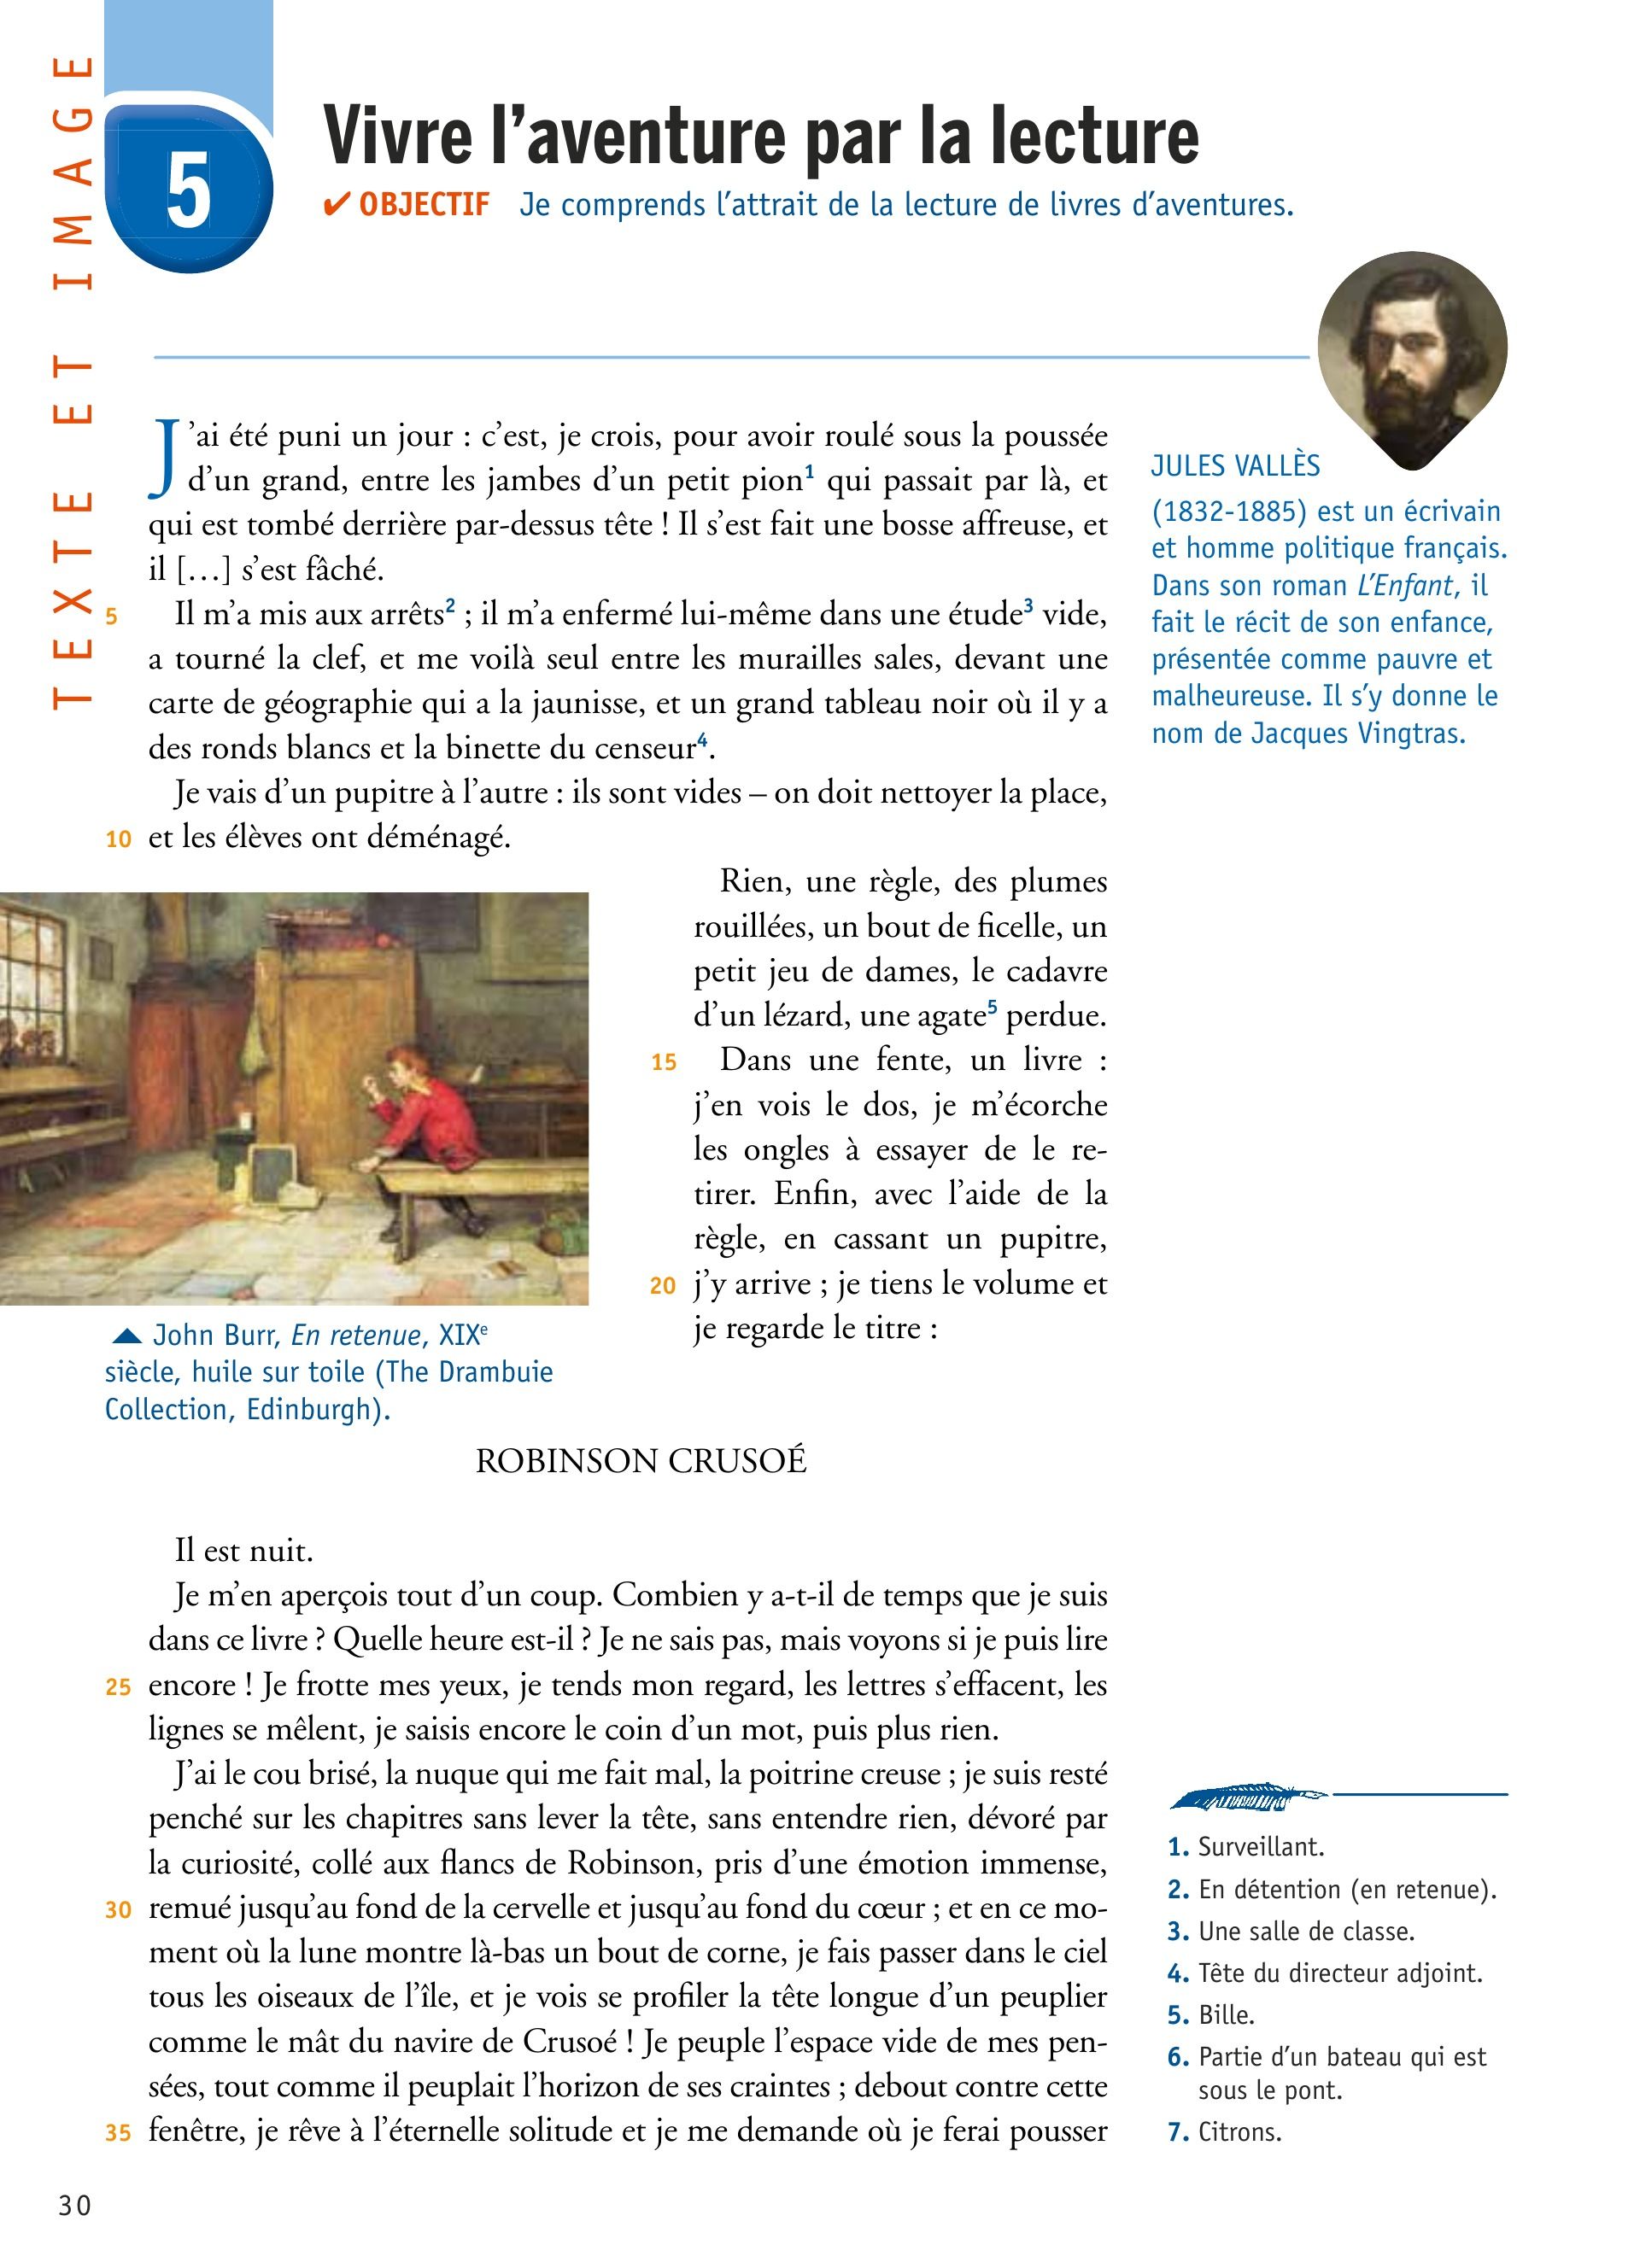 TEXTE ET IMAGE
5
Vivre l’aventure par la lecture
✔ OBJECTIF Je comprends l’attrait de la lecture de livres d’aventures.
J’ai été puni un jour : c’est, je crois, pour avoir roulé sous la poussée
d’un grand, entre les jambes d’un petit pion1 qui passait par là, et
qui est tombé derrière par-dessus tête ! Il s’est fait une bosse affreuse, et
il […] s’est fâché.
5 Il m’a mis aux arrêts2 ; il m’a enfermé lui-même dans une étude3 vide,
a tourné la clef, et me voilà seul entre les murailles sales, devant une
carte de géographie qui a la jaunisse, et un grand tableau noir où il y a
des ronds blancs et la binette du censeur4.
Je vais d’un pupitre à l’autre : ils sont vides – on doit nettoyer la place,
10 et les élèves ont déménagé.
Rien, une règle, des plumes
rouillées, un bout de ficelle, un
petit jeu de dames, le cadavre
d’un lézard, une agate5 perdue.
15 Dans une fente, un livre :
j’en vois le dos, je m’écorche
les ongles à essayer de le re-
tirer. Enfin, avec l’aide de la
règle, en cassant un pupitre,
20 j’y arrive ; je tiens le volume et
je regarde le titre :
John Burr, En retenue, XIXe
siècle, huile sur toile (The Drambuie
Collection, Edinburgh).
ROBINSON CRUSOÉ
Il est nuit.
Je m’en aperçois tout d’un coup. Combien y a-t-il de temps que je suis
dans ce livre ? Quelle heure est-il ? Je ne sais pas, mais voyons si je puis lire
25 encore ! Je frotte mes yeux, je tends mon regard, les lettres s’effacent, les
lignes se mêlent, je saisis encore le coin d’un mot, puis plus rien.
J’ai le cou brisé, la nuque qui me fait mal, la poitrine creuse ; je suis resté
penché sur les chapitres sans lever la tête, sans entendre rien, dévoré par
la curiosité, collé aux flancs de Robinson, pris d’une émotion immense,
30 remué jusqu’au fond de la cervelle et jusqu’au fond du cœur ; et en ce mo-
ment où la lune montre là-bas un bout de corne, je fais passer dans le ciel
tous les oiseaux de l’île, et je vois se profiler la tête longue d’un peuplier
comme le mât du navire de Crusoé ! Je peuple l’espace vide de mes pen-
sées, tout comme il peuplait l’horizon de ses craintes ; debout contre cette
35 fenêtre, je rêve à l’éternelle solitude et je me demande où je ferai pousser
JULES VALLÈS
(1832-1885) est un écrivain
et homme politique français.
Dans son roman L’Enfant, il
fait le récit de son enfance,
présentée comme pauvre et
malheureuse. Il s’y donne le
nom de Jacques Vingtras.
1. Surveillant.
2. En détention (en retenue).
3. Une salle de classe.
4. Tête du directeur adjoint.
5. Bille.
6. Partie d’un bateau qui est
sous le pont.
7. Citrons.
30